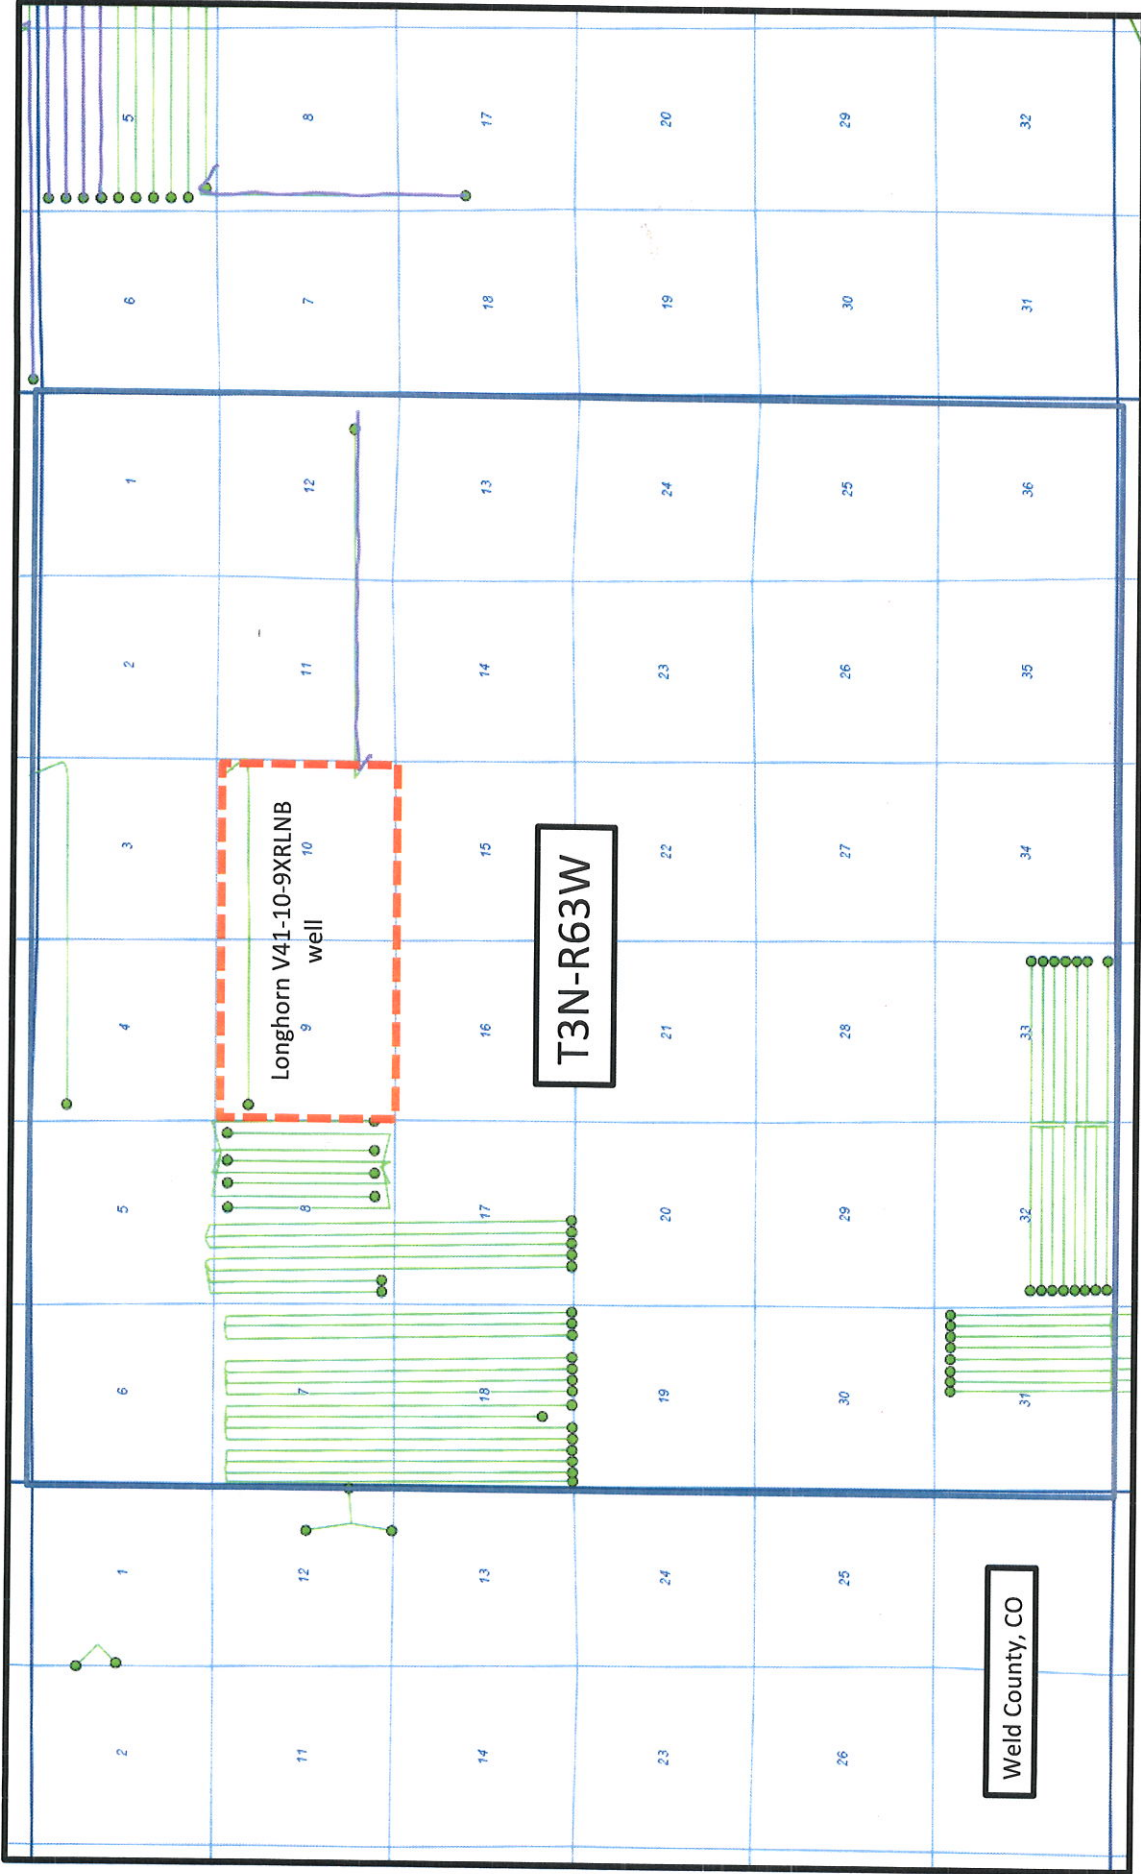 2 1 6 5 4 3 2 1 6 5
Longhorn V41-10-9XRLNB
well
11 12 7 8 9 10 11 12 7 8
14 13 18 17 16 15 14 13 18 17
T3N-R63W
23 24 19 20 21 22 23 24 19 20
26 25 30 29 28 27 26 25 30 29
Weld County, CO
31 32 33 34 35 36 31 32